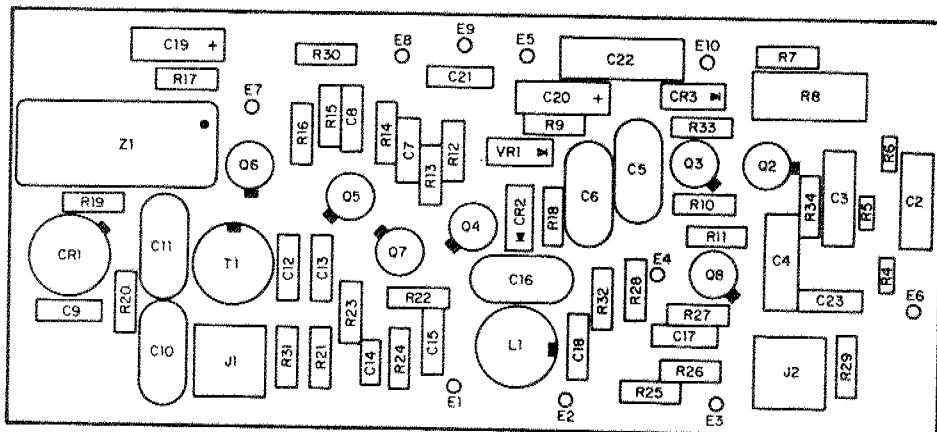 C19 +
R30
E8
E9
E5
C22
E10
R7
R17
C21
E7
C20 +
CR3
R8
Z1
R16
R15
C8
R14
C7
R13
R12
R9
R33
VR1
C6
C5
Q3
Q2
R6
Q6
C3
C2
R19
Q5
CR2
R18
R10
R34
R5
Q4
CR1
C11
T1
C12
C13
Q7
R11
C4
C16
E4
Q8
R4
R20
R23
R22
R32
R28
C23
E6
C9
R27
C17
C10
J1
R31
R21
C14
R24
C15
L1
C18
J2
R29
R26
R25
E1
E2
E3